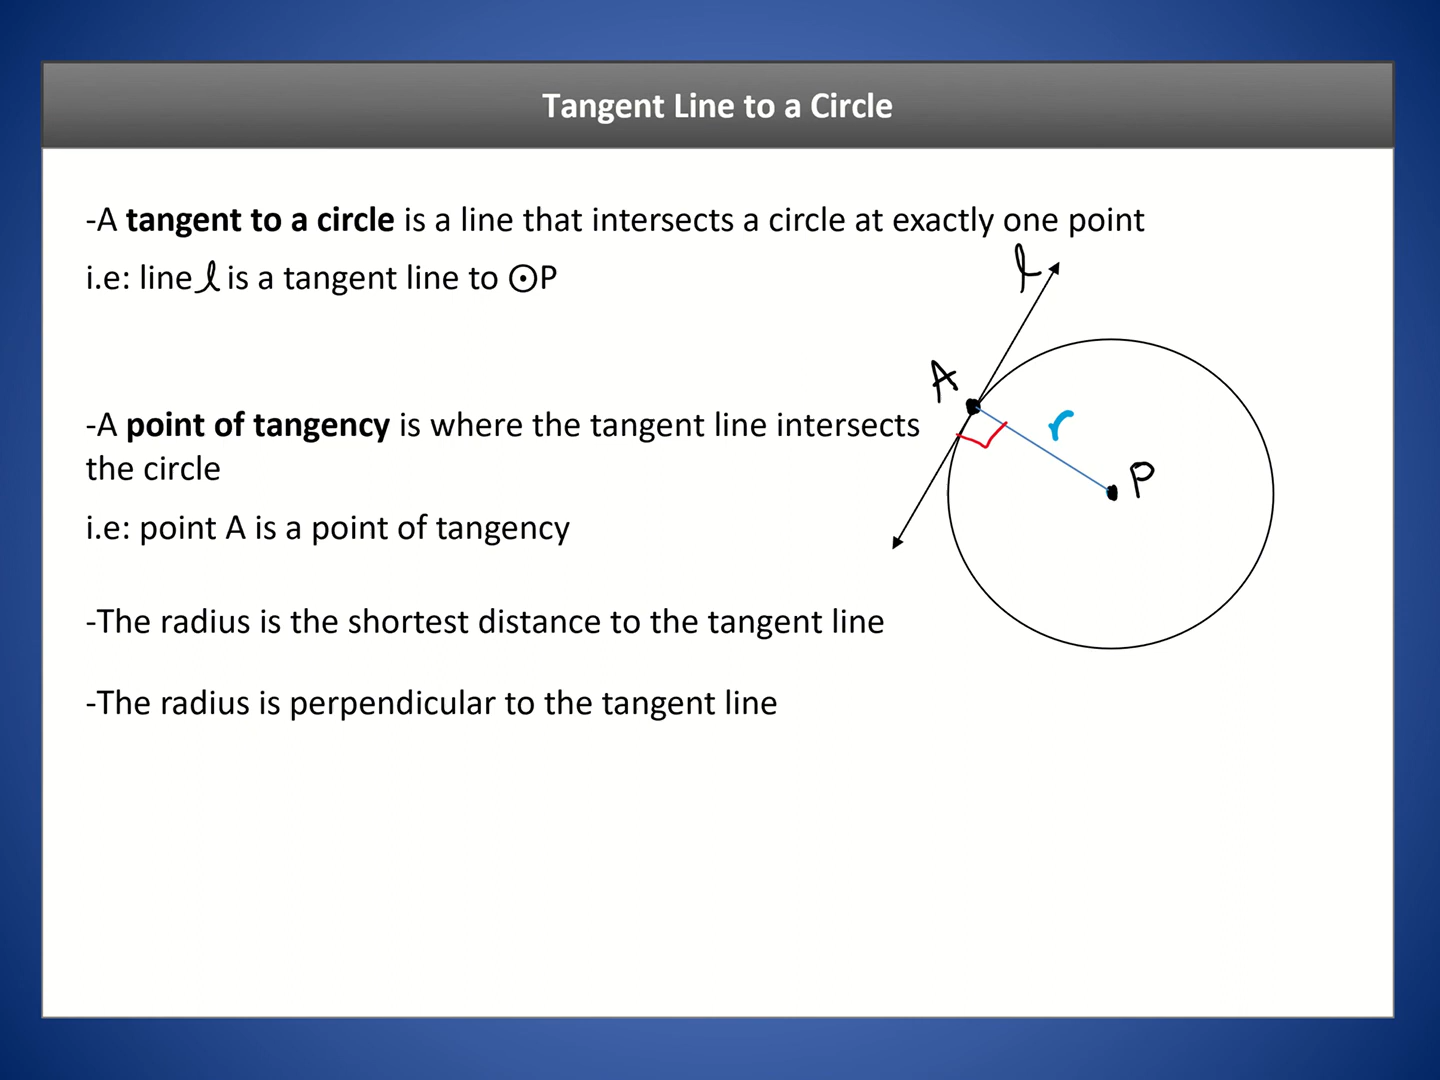 Tangent Line to a Circle
-A tangent to a circle is a line that intersects a circle at exactly one point
i.e: line ℓ is a tangent line to ⊙P
ℓ
A
r
P
-A point of tangency is where the tangent line intersects
the circle
i.e: point A is a point of tangency
-The radius is the shortest distance to the tangent line
-The radius is perpendicular to the tangent line